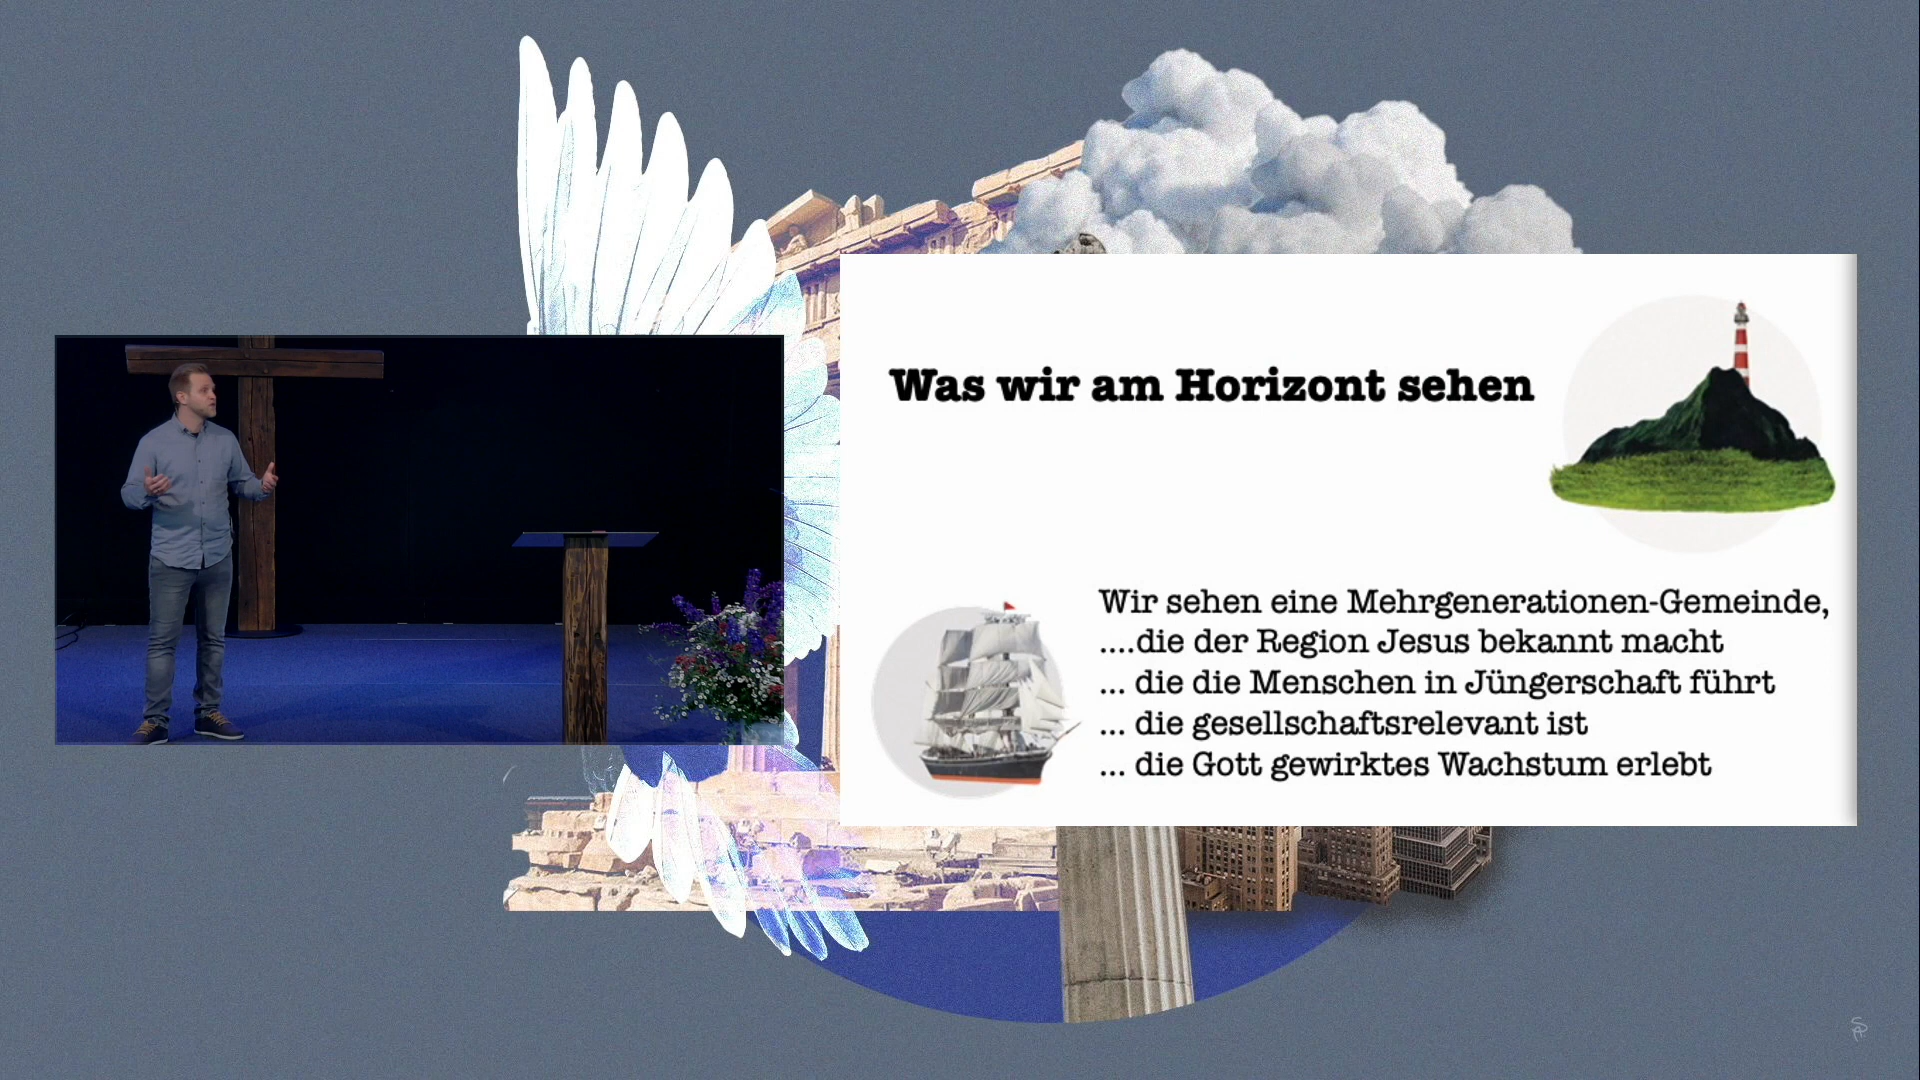 Was wir am Horizont sehen
Wir sehen eine Mehrgenerationen-Gemeinde,
....die der Region Jesus bekannt macht
... die die Menschen in Jüngerschaft führt
... die gesellschaftsrelevant ist
... die Gott gewirktes Wachstum erlebt